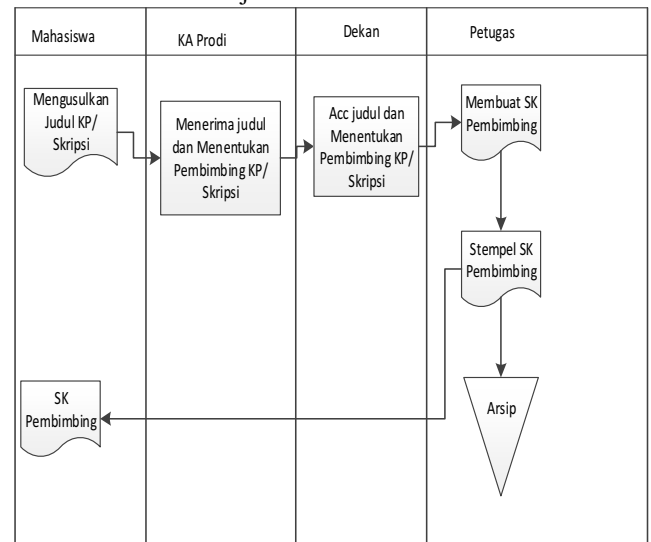 Mahasiswa
KA Prodi
Dekan
Petugas
Mengusulkan
Judul KP/
Skripsi
Menerima judul
dan Menentukan
Pembimbing KP/
Skripsi
Acc judul dan
Menentukan
Pembimbing KP/
Skripsi
Membuat SK
Pembimbing
Stempel SK
Pembimbing
SK
Pembimbing
Arsip